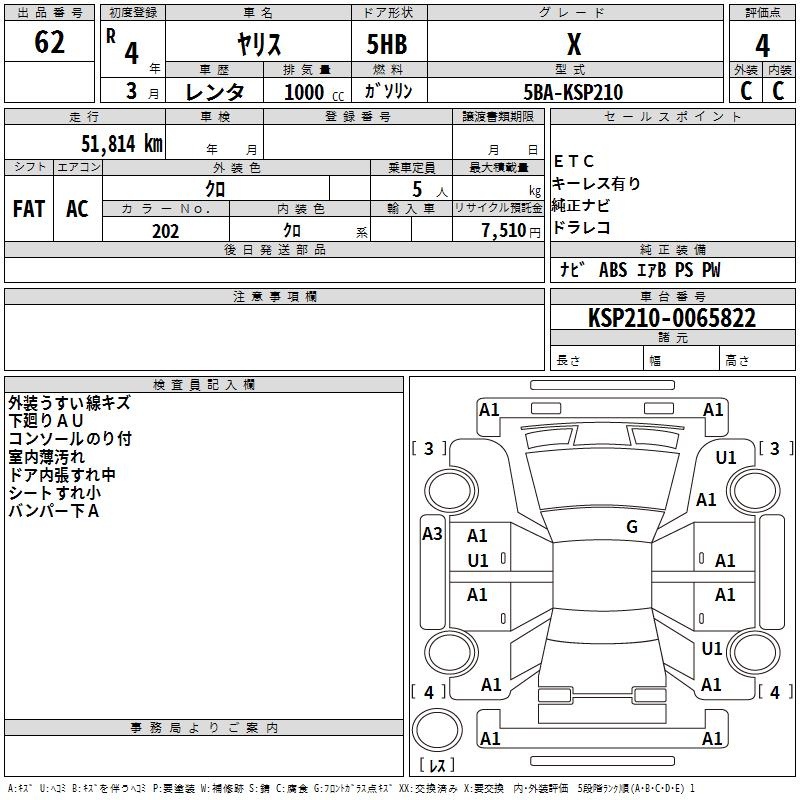 出品番号 初度登録 車名 ドア形状 グレード 評価点
62 R 4 年 ﾔﾘｽ 5HB X 4
車歴 排気量 燃料 型式 外装 内装
3 月 レンタ 1000 CC ｶﾞｿﾘﾝ 5BA-KSP210 C C
走行 車検 登録番号 譲渡書類期限 セールスポイント
51,814 km 年 月 月 日
シフト エアコン 外装色 乗車定員 最大積載量
FAT AC ｸﾛ 5 人 kg
カラーNo. 内装色 輸入車 リサイクル預託金
202 ｸﾛ 系 7,510 円
ETC
キーレス有り
純正ナビ
ドラレコ
後日発送部品 純正装備
ﾅﾋﾞ ABS ｴｱB PS PW
注意事項欄 車台番号
KSP210-0065822
諸元
長さ 幅 高さ
検査員記入欄
外装うすい線キズ
下廻りAU
コンソールのり付
室内薄汚れ
ドア内張すれ中
シートすれ小
バンパー下A
A1 A1
[ 3 ] [ 3 ]
U1
A1
G
A3 A1
U1 A1
A1 A1
U1
A1 A1
[ 4 ] [ 4 ]
A1 A1
[ ﾚｽ ]
事務局よりご案内
A:ｷｽﾞ U:ﾍｺﾐ B:ｷｽﾞを伴うﾍｺﾐ P:要塗装 W:補修跡 S:錆 C:腐食 G:ﾌﾛﾝﾄｶﾞﾗｽ点ｷｽﾞ XX:交換済み X:要交換 内･外装評価 5段階ﾗﾝｸ順(A･B･C･D･E) 1